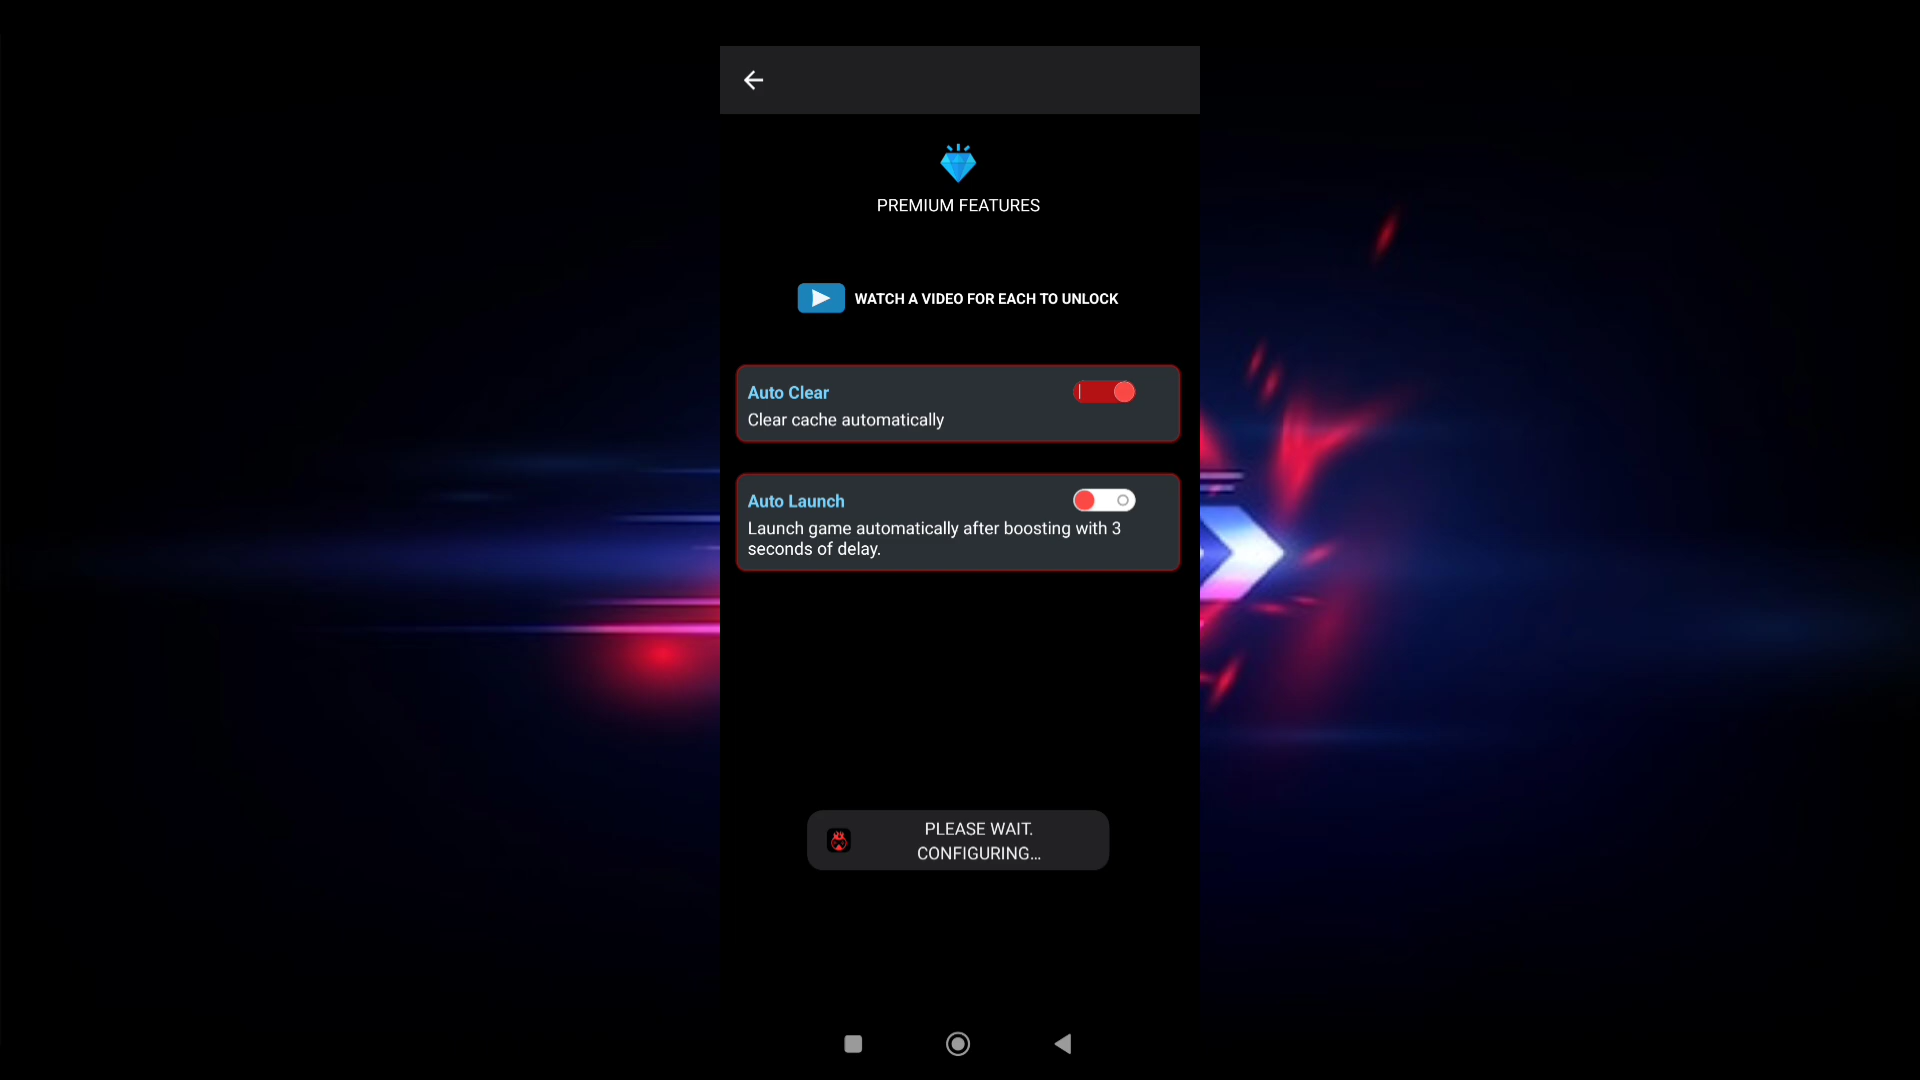 PREMIUM FEATURES
WATCH A VIDEO FOR EACH TO UNLOCK
Auto Clear
Clear cache automatically
Auto Launch
Launch game automatically after boosting with 3
seconds of delay.
PLEASE WAIT.
CONFIGURING...